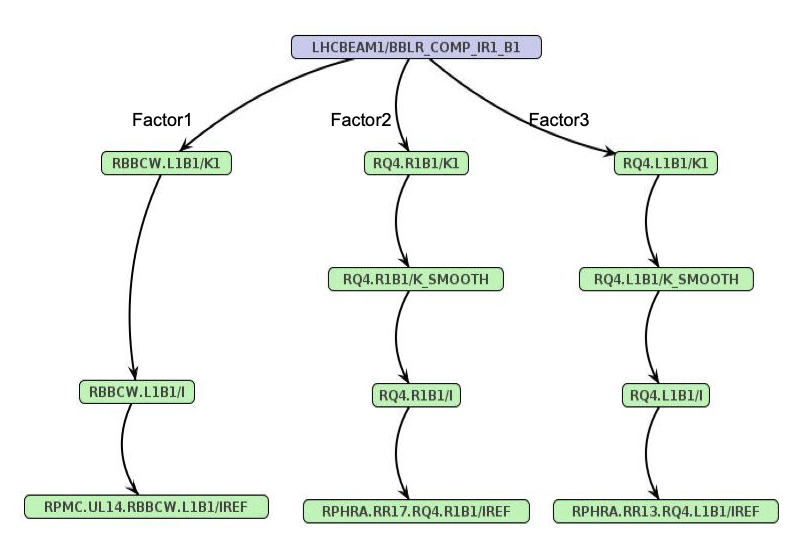 LHCBEAM1/BBLR_COMP_IR1_B1
Factor1
Factor2
Factor3
RBBCW.L1B1/K1
RQ4.R1B1/K1
RQ4.L1B1/K1
RQ4.R1B1/K_SMOOTH
RQ4.L1B1/K_SMOOTH
RBBCW.L1B1/I
RQ4.R1B1/I
RQ4.L1B1/I
RPMC.UL14.RBBCW.L1B1/IREF
RPHRA.RR17.RQ4.R1B1/IREF
RPHRA.RR13.RQ4.L1B1/IREF